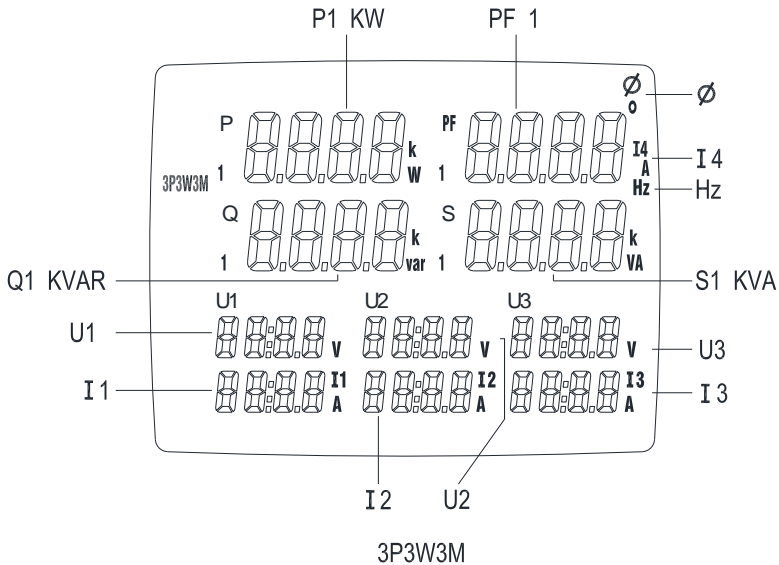 P1 KW
PF 1
Ø
Ø
P
PF
I4
I4
k
A
3P3W3M
1
W
1
Hz
Hz
Q
S
k
k
1
var
1
VA
Q1 KVAR
S1 KVA
U1
U2
U3
U1
V
V
V
U3
I1
I1
I2
I3
I3
A
A
A
I2
U2
3P3W3M